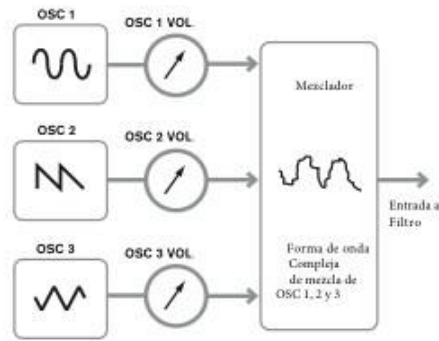 OSC 1
OSC 1 VOL.
OSC 2
OSC 2 VOL.
OSC 3
OSC 3 VOL.
Mezclador
Forma de onda
Compleja
de mezcla de
OSC 1, 2 y 3
Entrada a
Filtro